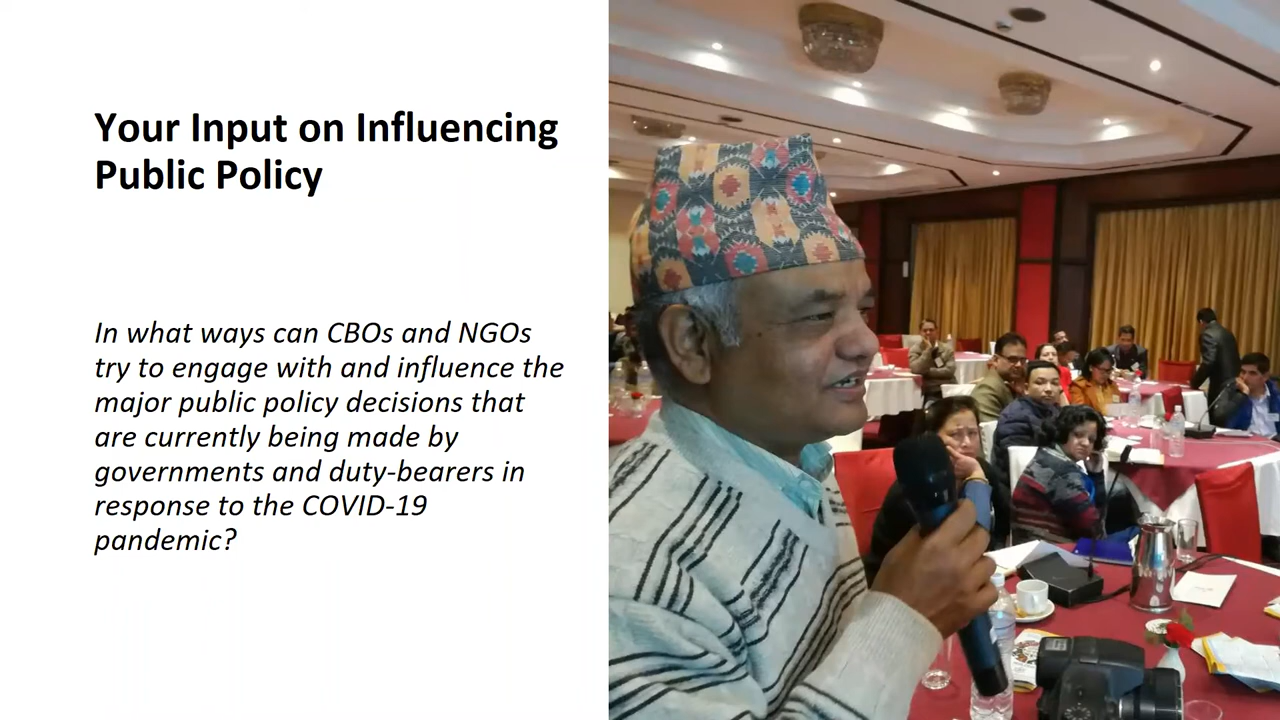 Your Input on Influencing
Public Policy
In what ways can CBOs and NGOs
try to engage with and influence the
major public policy decisions that
are currently being made by
governments and duty-bearers in
response to the COVID-19
pandemic?